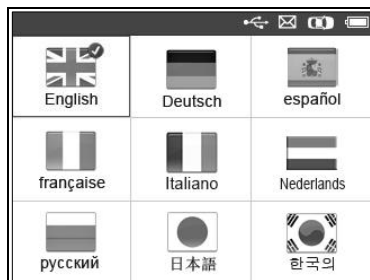 English
Deutsch
español
française
Italiano
Nederlands
русский
日本語
한국의